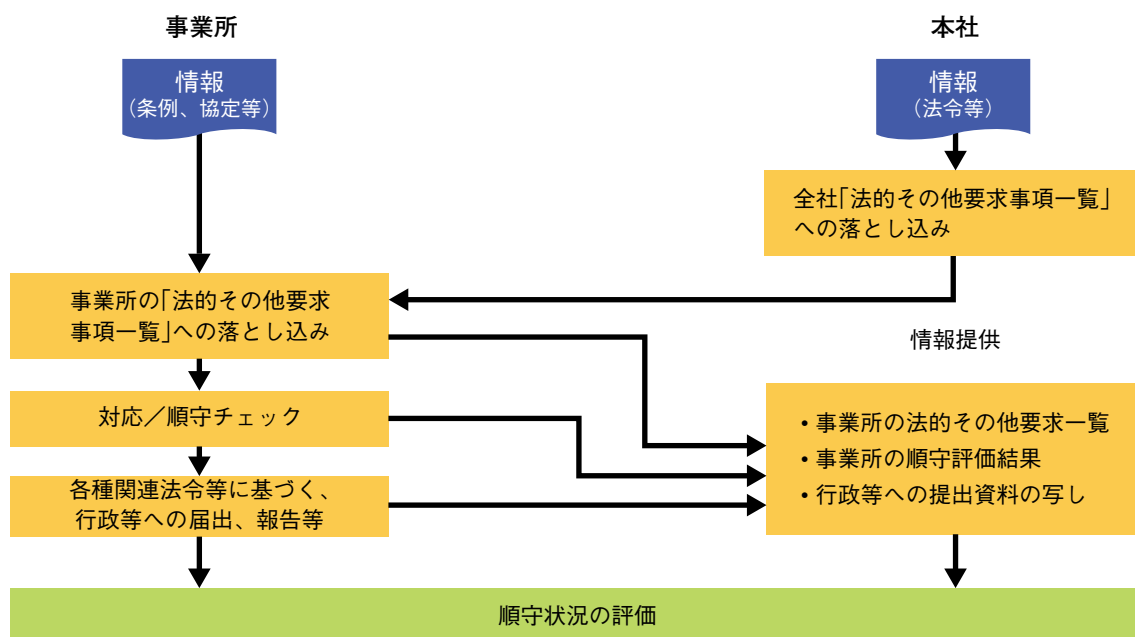 事業所
本社
情報
（条例、協定等）
情報
（法令等）
全社「法的その他要求事項一覧」
への落とし込み
事業所の「法的その他要求
事項一覧」への落とし込み
情報提供
対応／順守チェック
・事業所の法的その他要求一覧
・事業所の順守評価結果
・行政等への提出資料の写し
各種関連法令等に基づく、
行政等への届出、報告等
順守状況の評価